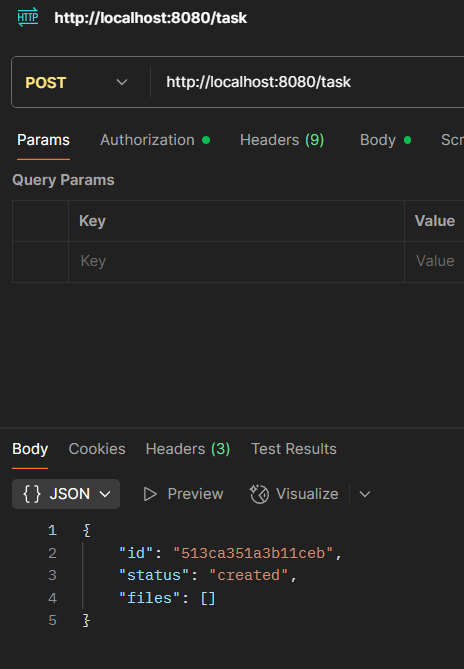 HTTP http://localhost:8080/task
POST http://localhost:8080/task
Params Authorization Headers (9) Body Scr
Query Params
Key Value
Key Value
Body Cookies Headers (3) Test Results
{} JSON Preview Visualize
1 {
2 "id": "513ca351a3b11ceb",
3 "status": "created",
4 "files": []
5 }